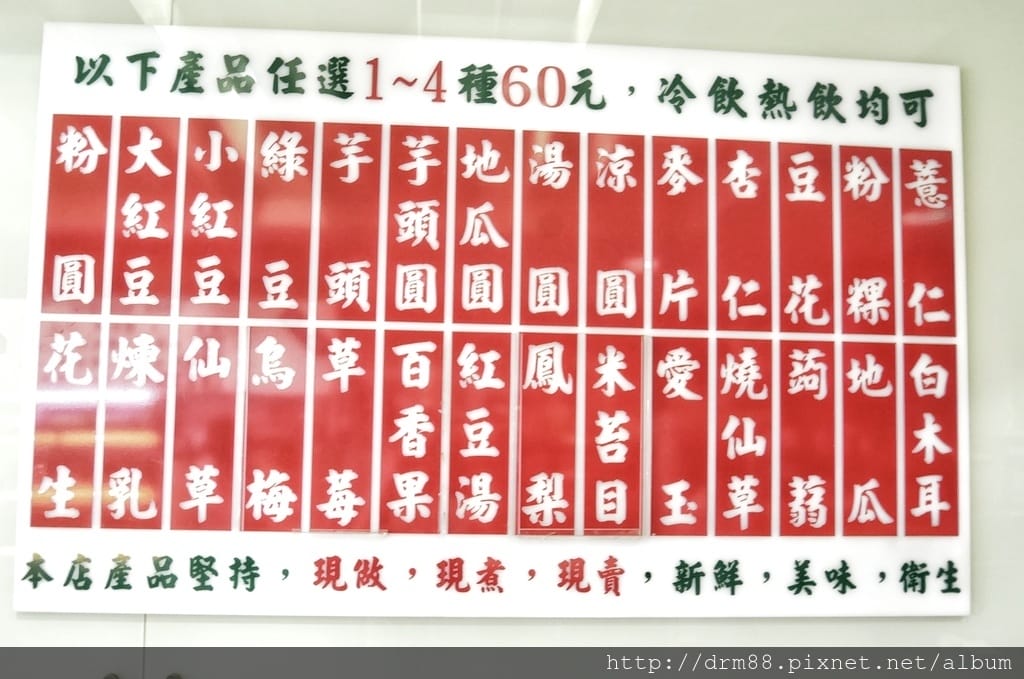 以下產品任選1~4種60元，冷飲熱飲均可
粉圓
大紅豆
小紅豆
綠豆
芋頭
芋頭圓
地瓜圓
湯圓
涼圓
麥片
杏仁
豆花
粉粿
薏仁
花生
煉乳
仙草
烏梅
草莓
百香果
紅豆湯
鳳梨
米苔目
愛玉
燒仙草
蒟蒻
地瓜
白木耳
本店產品堅持，現做，現煮，現賣，新鮮，美味，衛生
http://drm88.pixnet.net/album